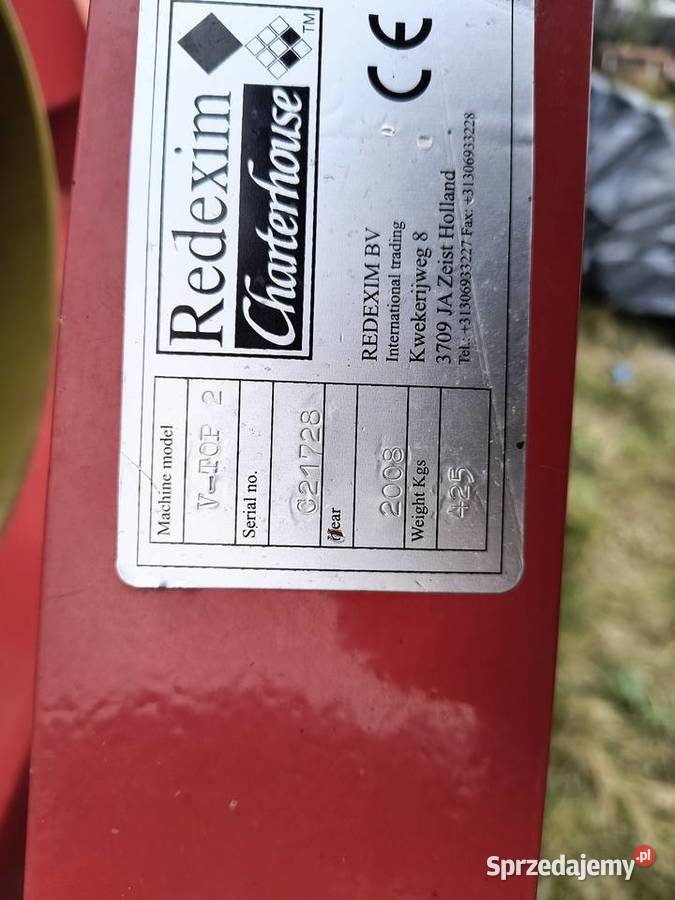 Redexim
Charterhouse
TM
CE
Machine model
V-TOP 2
Serial no.
G21728
Year
2008
Weight Kgs
425
REDEXIM BV
International trading
Kwekerijweg 8
3709 JA Zeist Holland
Tel.: +31306933227 Fax: +31306933228
Sprzedajemy.pl